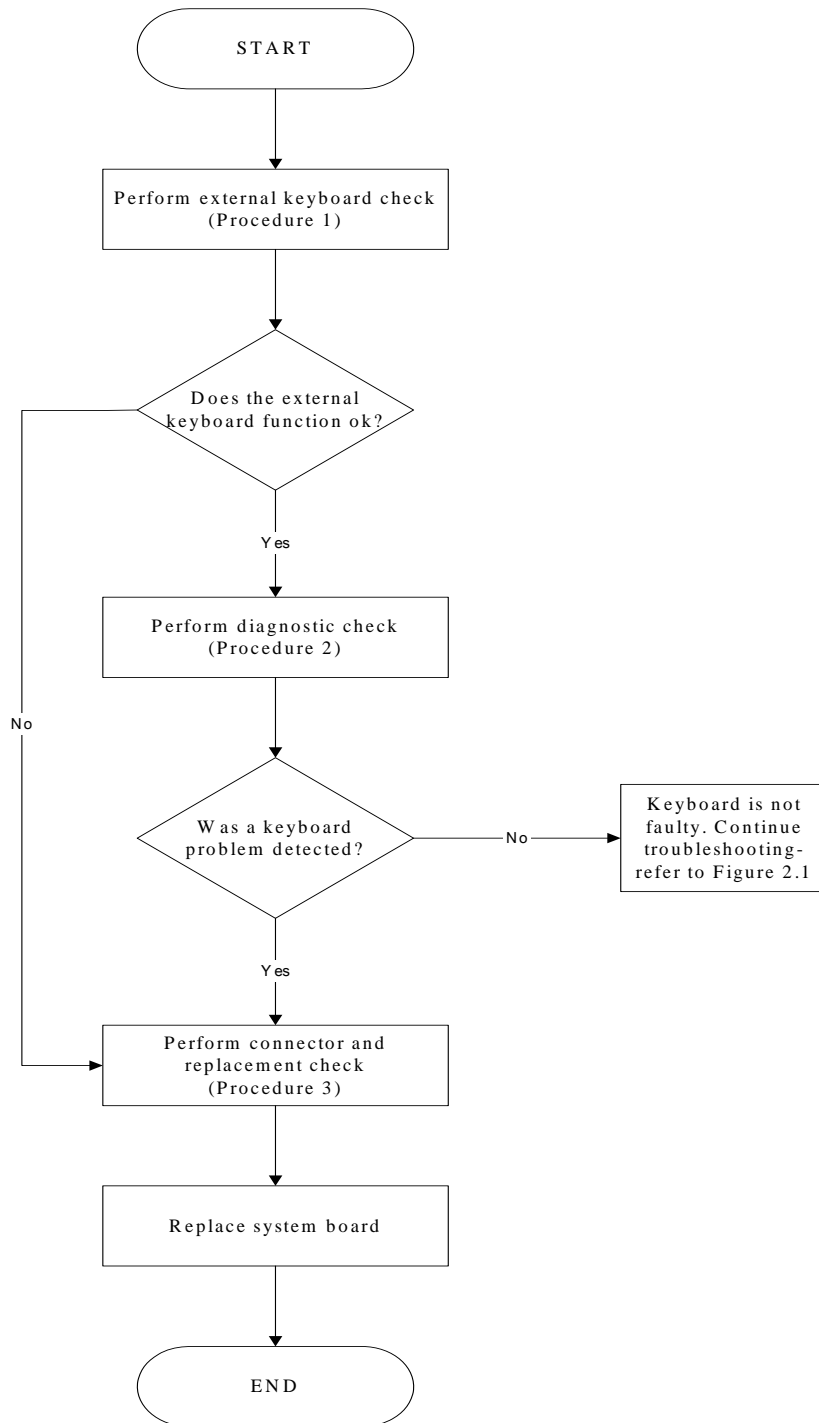 START
Perform external keyboard check
(Procedure 1)
Does the external
keyboard function ok?
Yes
Perform diagnostic check
(Procedure 2)
No
Was a keyboard
problem detected?
No
Keyboard is not
faulty. Continue
troubleshooting-
refer to Figure 2.1
Yes
Perform connector and
replacement check
(Procedure 3)
Replace system board
END